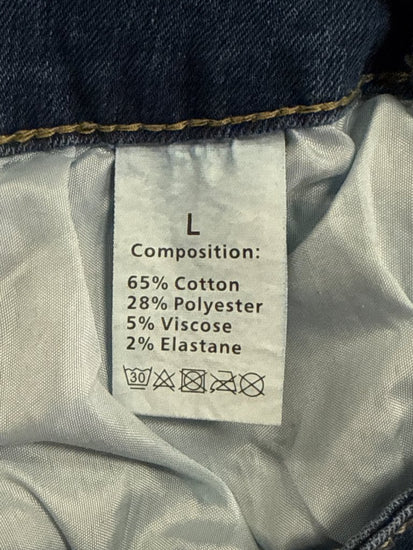 L
Composition:
65% Cotton
28% Polyester
5% Viscose
2% Elastane
30